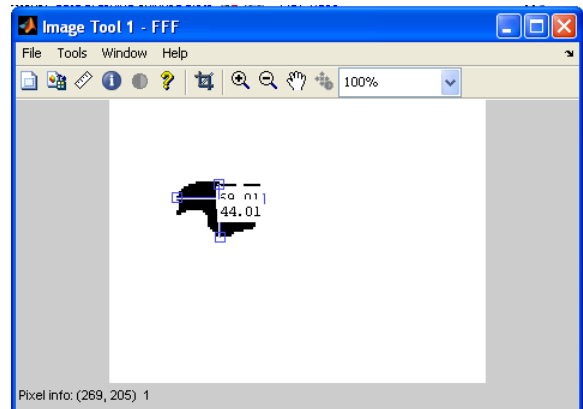 Image Tool 1 - FFF
File Tools Window Help
100%
44.01
Pixel info: (269, 205) 1